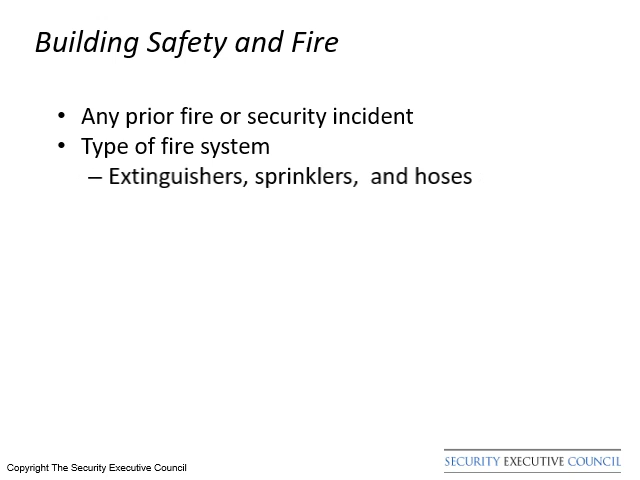 Building Safety and Fire
• Any prior fire or security incident
• Type of fire system
– Extinguishers, sprinklers,  and hoses
Copyright The Security Executive Council
SECURITY EXECUTIVE COUNCIL